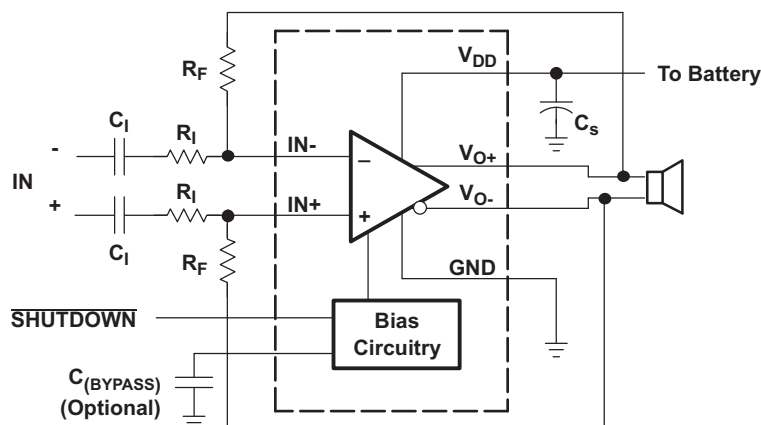 V_DD
To Battery
R_F
C_s
C_I
R_I
IN-
–
-
V_O+
IN
R_I
V_O-
+
IN+
+
C_I
R_F
GND
SHUTDOWN
Bias
Circuitry
C_(BYPASS)
(Optional)